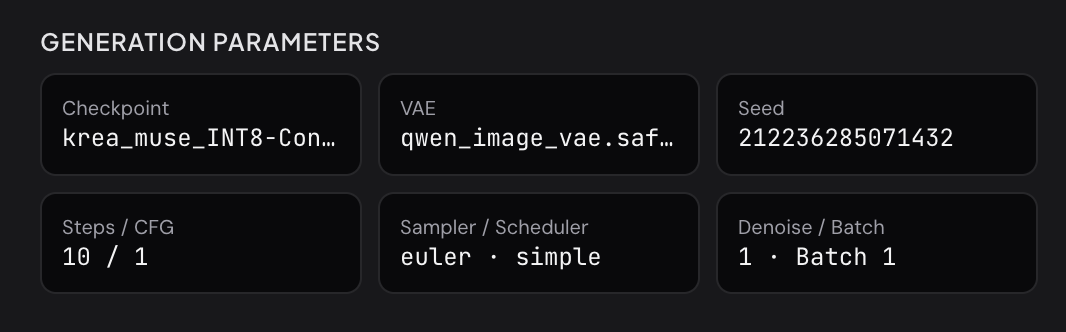 GENERATION PARAMETERS
Checkpoint
krea_muse_INT8-Con…
VAE
qwen_image_vae.saf…
Seed
212236285071432
Steps / CFG
10 / 1
Sampler / Scheduler
euler · simple
Denoise / Batch
1 · Batch 1